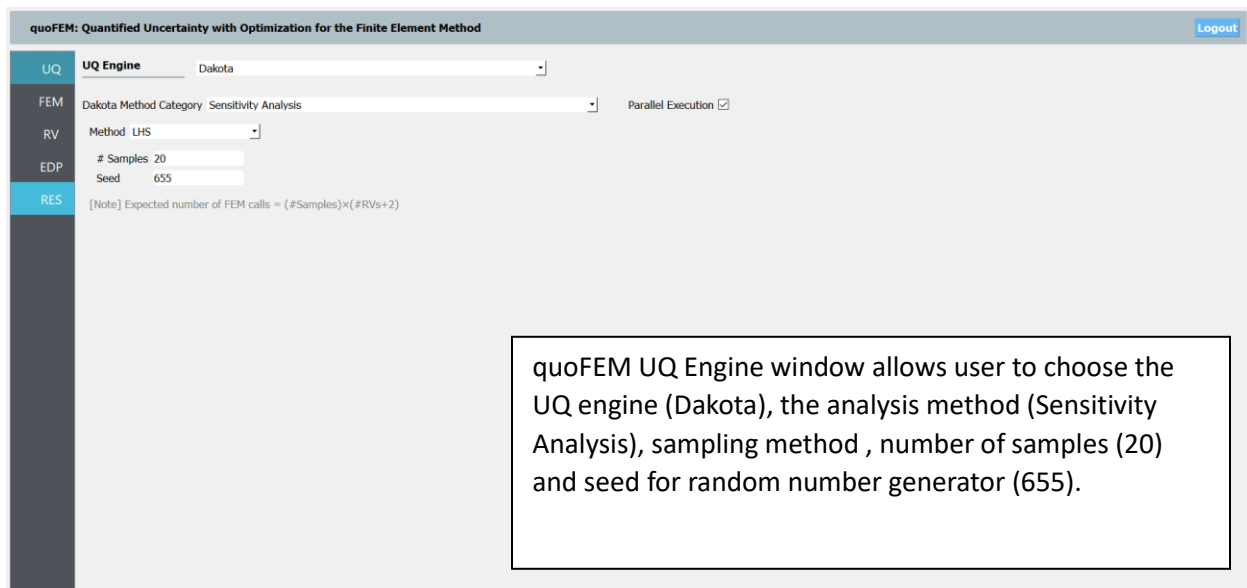 quoFEM: Quantified Uncertainty with Optimization for the Finite Element Method
Logout
UQ
FEM
RV
EDP
RES
UQ Engine Dakota
Dakota Method Category Sensitivity Analysis Parallel Execution
Method LHS
# Samples 20
Seed 655
[Note] Expected number of FEM calls = (#Samples)×(#RVs+2)
quoFEM UQ Engine window allows user to choose the
UQ engine (Dakota), the analysis method (Sensitivity
Analysis), sampling method , number of samples (20)
and seed for random number generator (655).